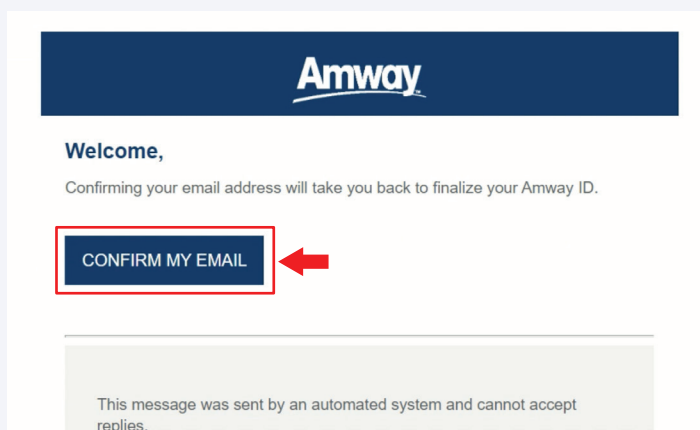 Amway
Welcome,
Confirming your email address will take you back to finalize your Amway ID.
CONFIRM MY EMAIL
This message was sent by an automated system and cannot accept
replies.